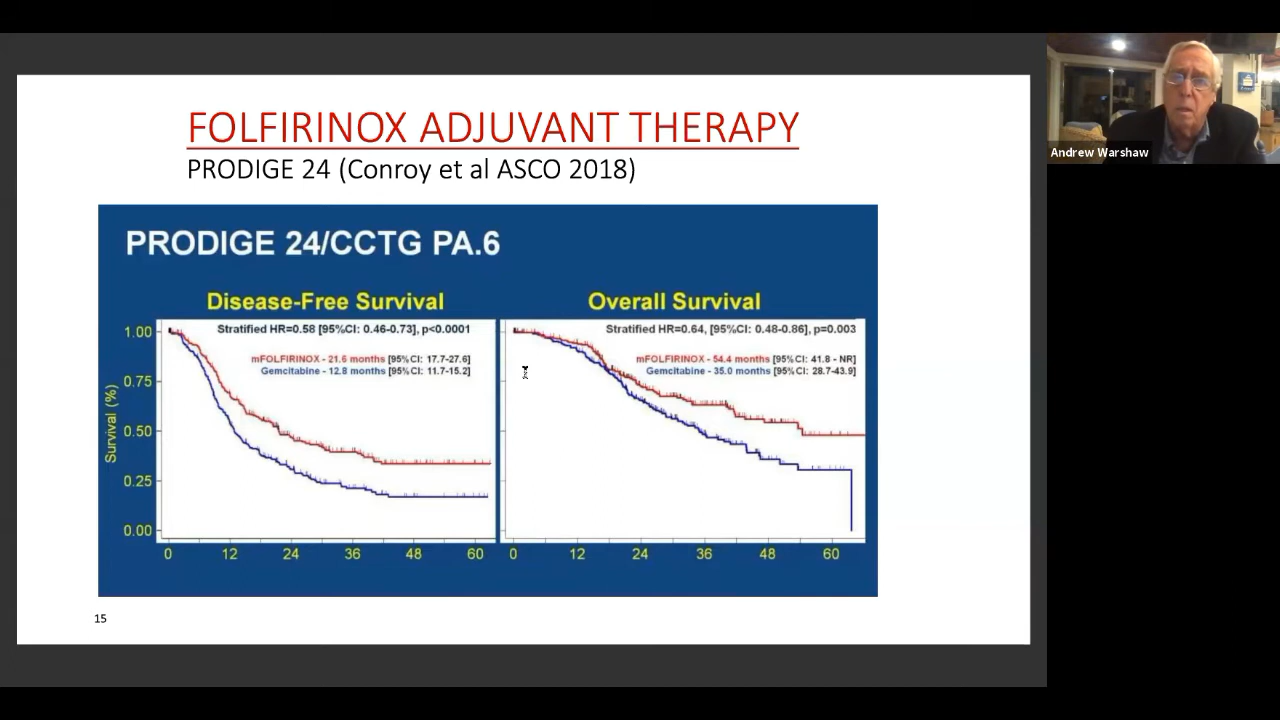 FOLFIRINOX ADJUVANT THERAPY
PRODIGE 24 (Conroy et al ASCO 2018)
PRODIGE 24/CCTG PA.6
Disease-Free Survival
Stratified HR=0.58 [95%CI: 0.46-0.73], p<0.0001
mFOLFIRINOX - 21.6 months [95%CI: 17.7-27.6]
Gemcitabine - 12.8 months [95%CI: 11.7-15.2]
Survival (%)
1.00
0.75
0.50
0.25
0.00
0 12 24 36 48 60
Overall Survival
Stratified HR=0.64, [95%CI: 0.48-0.86], p=0.003
mFOLFIRINOX - 54.4 months [95%CI: 41.8 - NR]
Gemcitabine - 35.0 months [95%CI: 28.7-43.9]
0 12 24 36 48 60
15
Andrew Warshaw